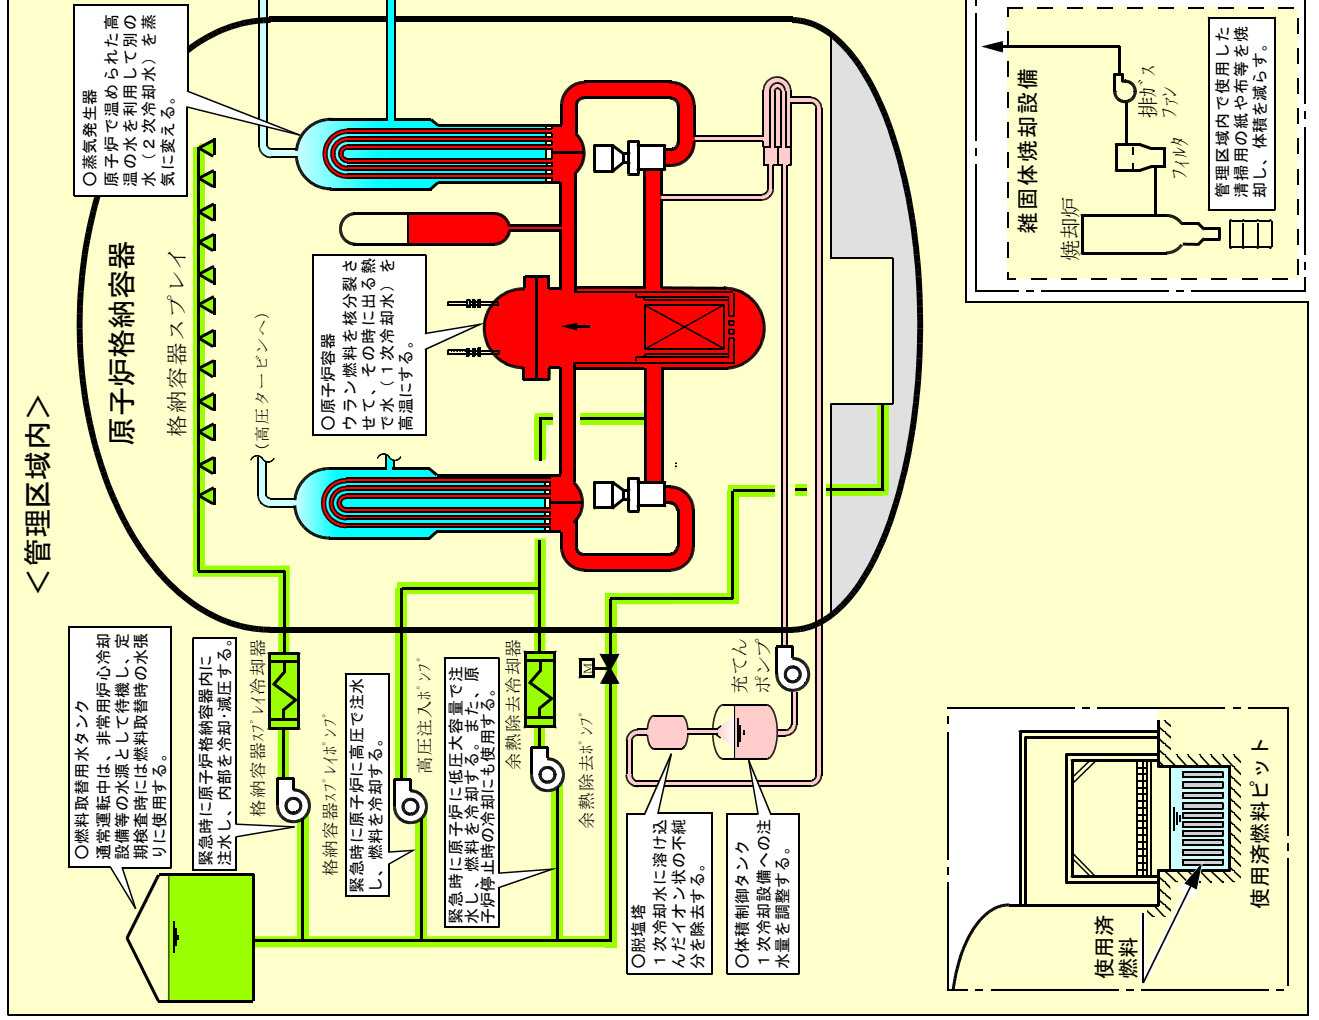 ＜管理区域内＞
原子炉格納容器
格納容器スプレイ
○蒸気発生器
原子炉で温められた高
温の水を利用して別の
水（２次冷却水）を蒸
気に変える。
（高圧タービンへ）
○原子炉容器
ウラン燃料を核分裂さ
せて、その時に出る熱
で水（１次冷却水）を
高温にする。
○燃料取替用水タンク
通常運転中は、非常用炉心冷却
設備等の水源として待機し、定
期検査時には燃料取替時の水張
りに使用する。
緊急時に原子炉格納容器内に
注水し、内部を冷却･減圧する。
格納容器ｽﾌﾟﾚｲ冷却器
格納容器ｽﾌﾟﾚｲﾎﾟﾝﾌﾟ
緊急時に原子炉に高圧で注水
し、燃料を冷却する。
高圧注入ﾎﾟﾝﾌﾟ
緊急時に原子炉に低圧大容量で注
水し、燃料を冷却する。また、原
子炉停止時の冷却にも使用する。
余熱除去冷却器
余熱除去ﾎﾟﾝﾌﾟ
M
充てん
ポンプ
○脱塩塔
１次冷却水に溶け込
んだイオン状の不純
分を除去する。
○体積制御タンク
１次冷却設備への注
水量を調整する。
雑固体焼却設備
焼却炉
フィルタ
排ｶﾞｽ
ファン
管理区域内で使用した
清掃用の紙や布等を焼
却し、体積を減らす。
使用済
燃料
使用済燃料ピット